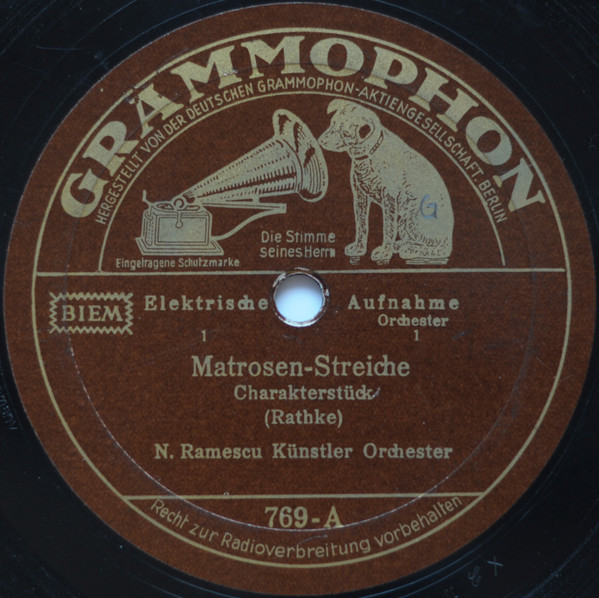 GRAMMOPHON
HERGESTELLT VON DER DEUTSCHEN GRAMMOPHON-AKTIENGESELLSCHAFT, BERLIN
G
Die Stimme
seines Herrn
Eingetragene Schutzmarke
BIEM
Elektrische Aufnahme
Orchester
1 1
Matrosen-Streiche
Charakterstück
(Rathke)
N. Ramescu Künstler Orchester
769-A
Recht zur Radioverbreitung vorbehalten